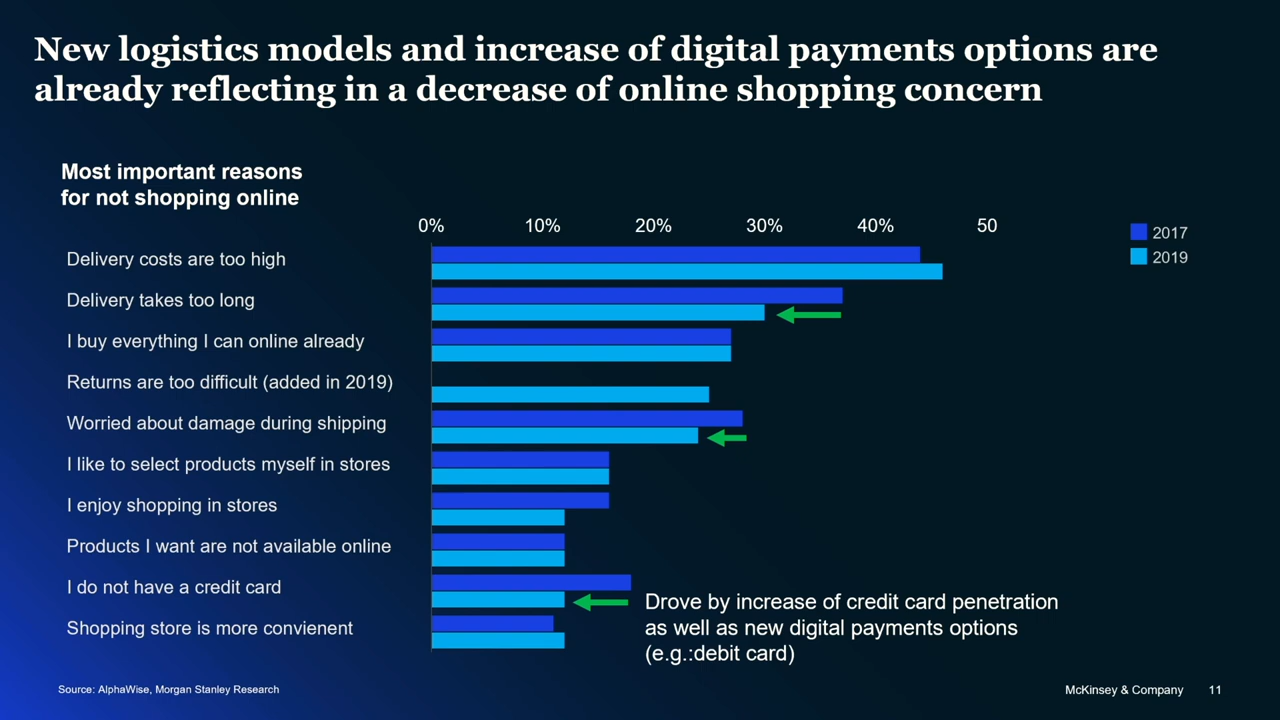 New logistics models and increase of digital payments options are
already reflecting in a decrease of online shopping concern
Most important reasons
for not shopping online
0% 10% 20% 30% 40% 50
2017
2019
Delivery costs are too high
Delivery takes too long
I buy everything I can online already
Returns are too difficult (added in 2019)
Worried about damage during shipping
I like to select products myself in stores
I enjoy shopping in stores
Products I want are not available online
I do not have a credit card
Shopping store is more convienent
Drove by increase of credit card penetration
as well as new digital payments options
(e.g.:debit card)
Source: AlphaWise, Morgan Stanley Research
McKinsey & Company 11